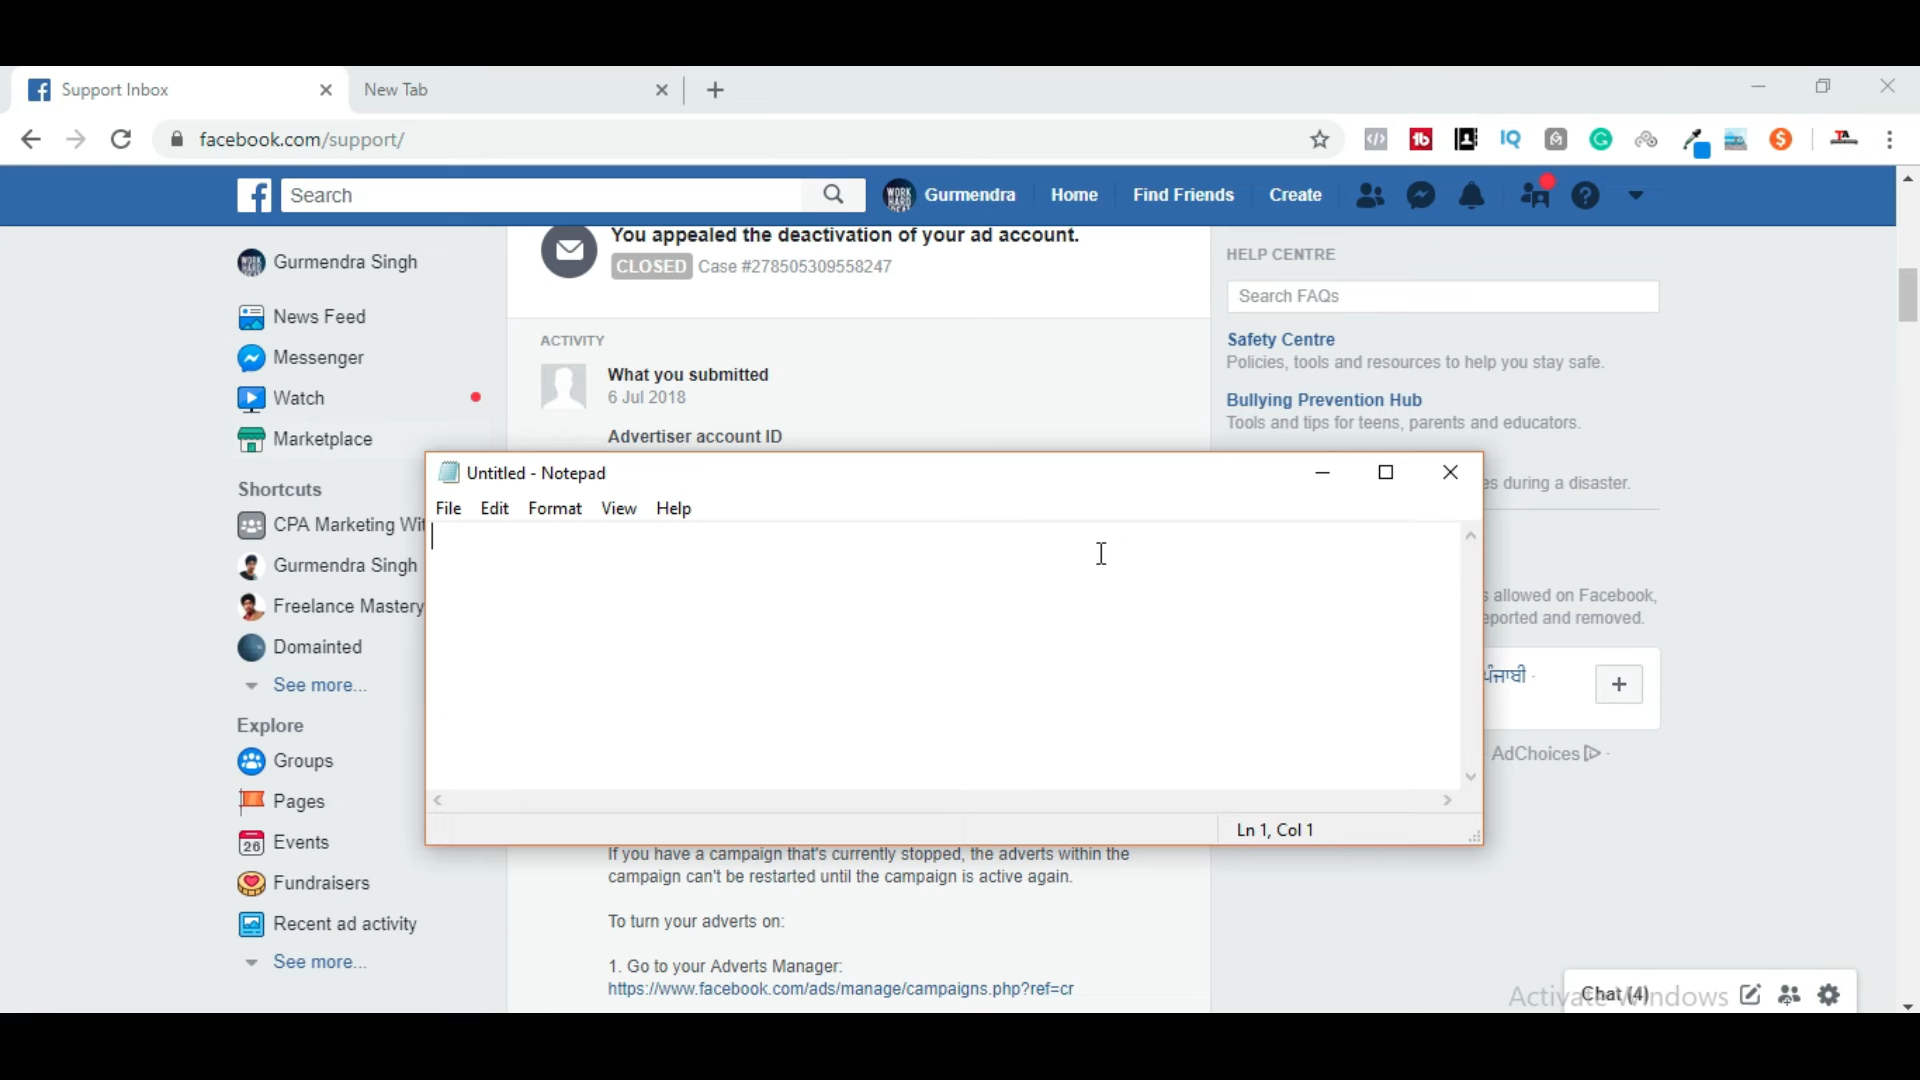 Support Inbox
New Tab
facebook.com/support/
Search
Gurmendra
Home
Find Friends
Create
Gurmendra Singh
News Feed
Messenger
Watch
Marketplace
Shortcuts
CPA Marketing Wit
Gurmendra Singh
Freelance Mastery
Domainted
See more...
Explore
Groups
Pages
26
Events
Fundraisers
Recent ad activity
See more...
You appealed the deactivation of your ad account.
CLOSED Case #278505309558247
ACTIVITY
What you submitted
6 Jul 2018
Advertiser account ID
Untitled - Notepad
File Edit Format View Help
Ln 1, Col 1
If you have a campaign that's currently stopped, the adverts within the
campaign can't be restarted until the campaign is active again.
To turn your adverts on:
1. Go to your Adverts Manager:
https://www.facebook.com/ads/manage/campaigns.php?ref=cr
HELP CENTRE
Search FAQs
Safety Centre
Policies, tools and resources to help you stay safe.
Bullying Prevention Hub
Tools and tips for teens, parents and educators.
es during a disaster.
s allowed on Facebook,
eported and removed.
ਪੰਜਾਬੀ ·
AdChoices ·
Chat (4)
Activate Windows